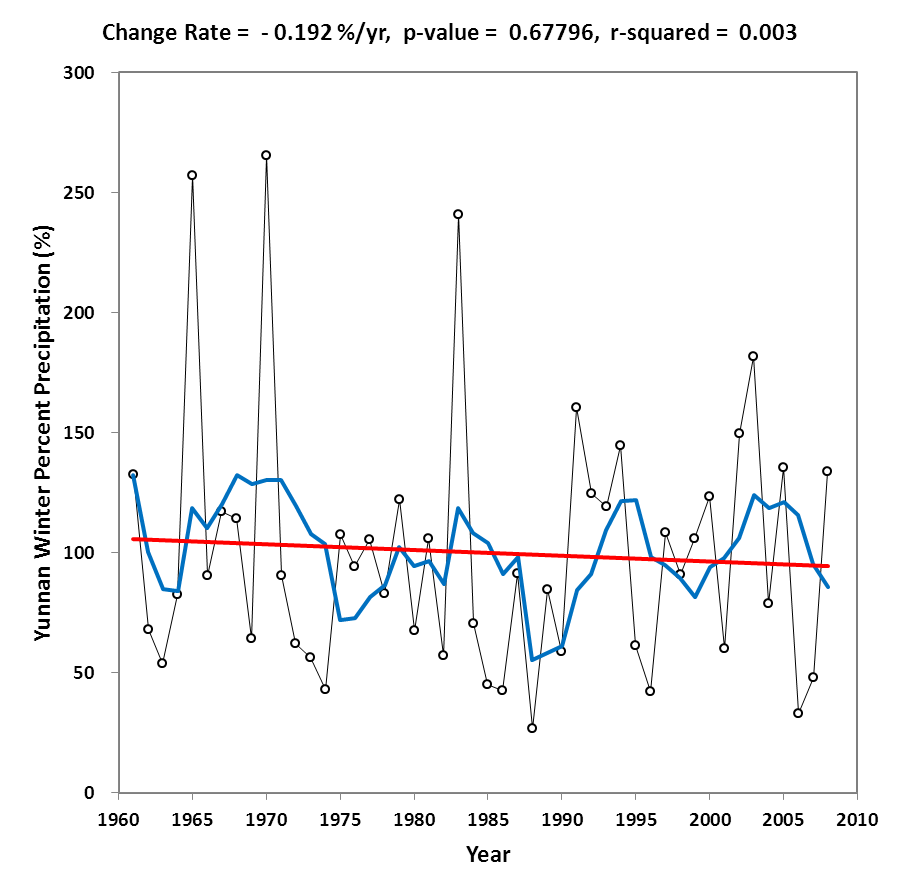 Change Rate =  - 0.192 %/yr,  p-value =  0.67796,  r-squared =  0.003
Yunnan Winter Percent Precipitation (%)
300
250
200
150
100
50
0
1960 1965 1970 1975 1980 1985 1990 1995 2000 2005 2010
Year